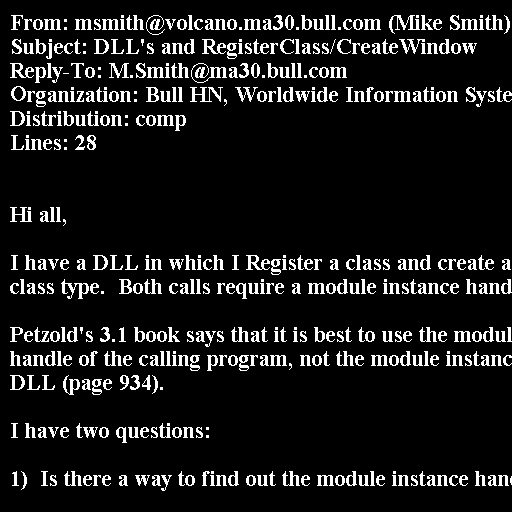 From: msmith@volcano.ma30.bull.com (Mike Smith)
Subject: DLL's and RegisterClass/CreateWindow
Reply-To: M.Smith@ma30.bull.com
Organization: Bull HN, Worldwide Information Syste
Distribution: comp
Lines: 28
Hi all,
I have a DLL in which I Register a class and create a
class type.  Both calls require a module instance hand
Petzold's 3.1 book says that it is best to use the modul
handle of the calling program, not the module instanc
DLL (page 934).
I have two questions:
1)  Is there a way to find out the module instance hand